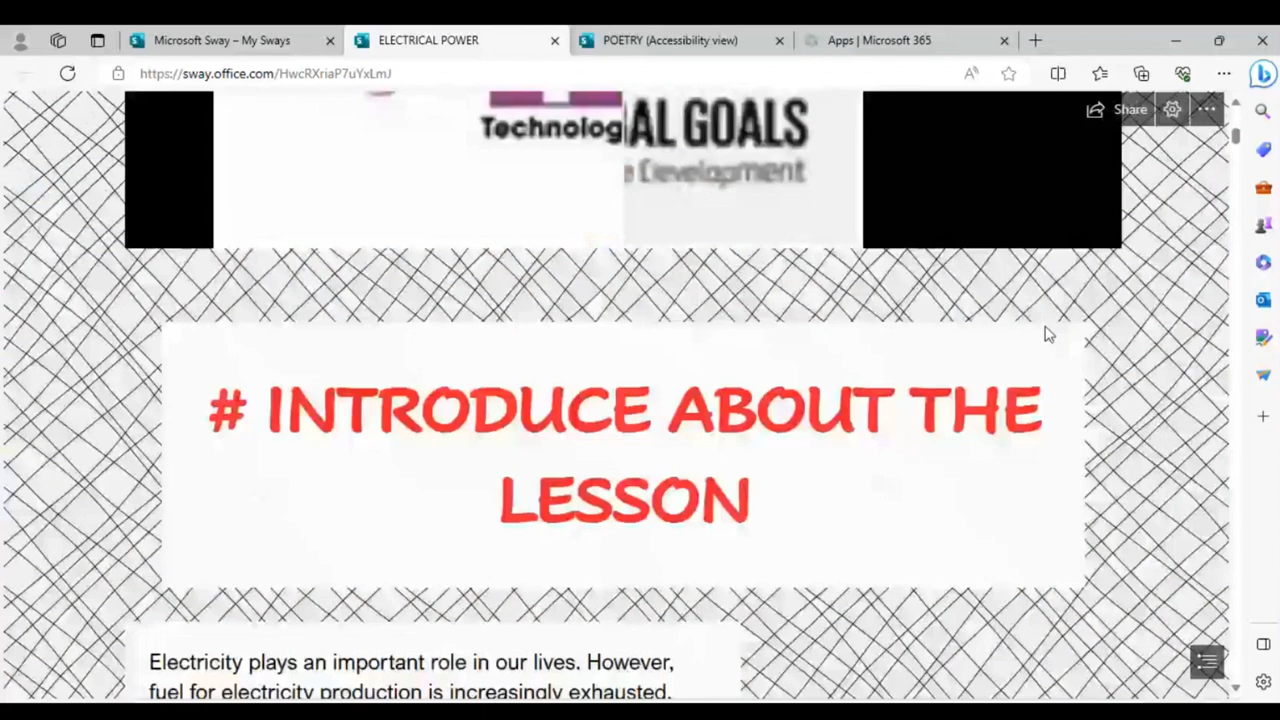 Microsoft Sway – My Sways
ELECTRICAL POWER
POETRY (Accessibility view)
Apps | Microsoft 365
https://sway.office.com/HwcRXriaP7uYxLmJ
Share
Technolog
AL GOALS
Development
# INTRODUCE ABOUT THE
LESSON
Electricity plays an important role in our lives. However,
fuel for electricity production is increasingly exhausted.